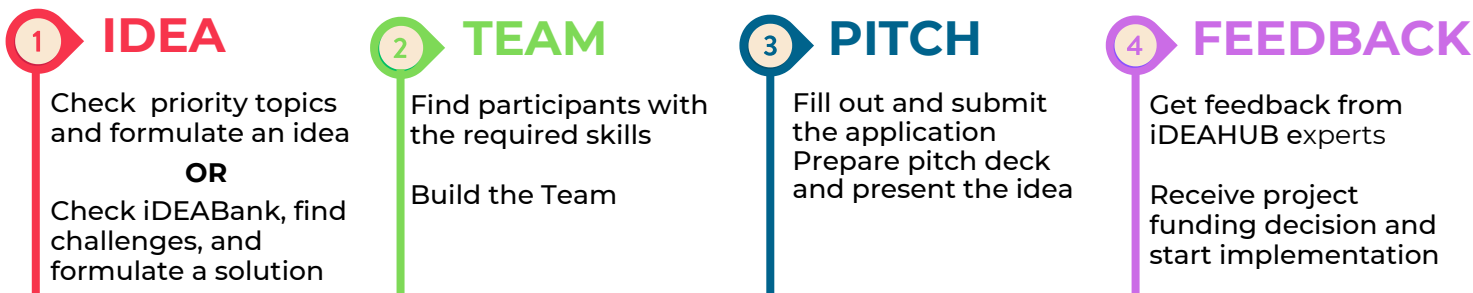 1 IDEA
Check priority topics
and formulate an idea
OR
Check iDEABank, find
challenges, and
formulate a solution
2 TEAM
Find participants with
the required skills
Build the Team
3 PITCH
Fill out and submit
the application
Prepare pitch deck
and present the idea
4 FEEDBACK
Get feedback from
iDEAHUB experts
Receive project
funding decision and
start implementation